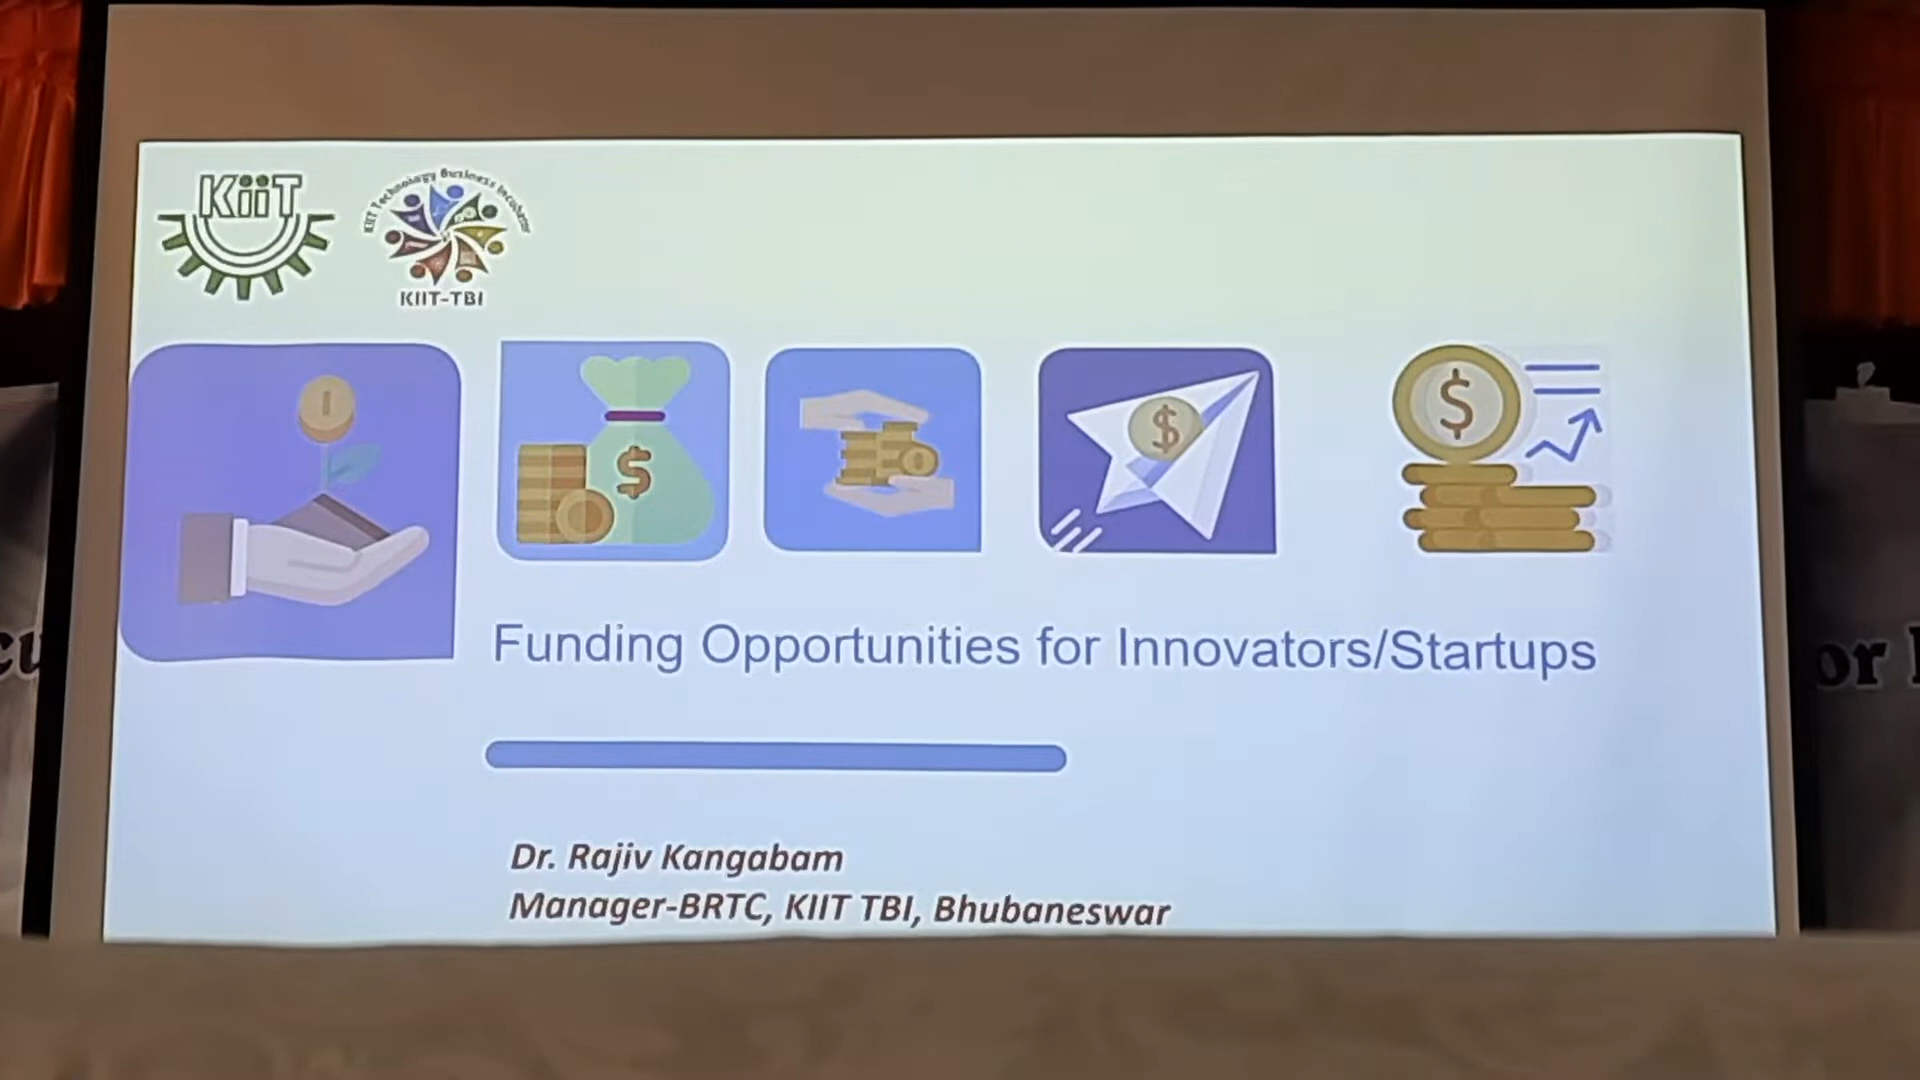 KiiT
KIIT Technology Business Incubator
KIIT-TBI
$
$
$
Funding Opportunities for Innovators/Startups
Dr. Rajiv Kangabam
Manager-BRTC, KIIT TBI, Bhubaneswar
or